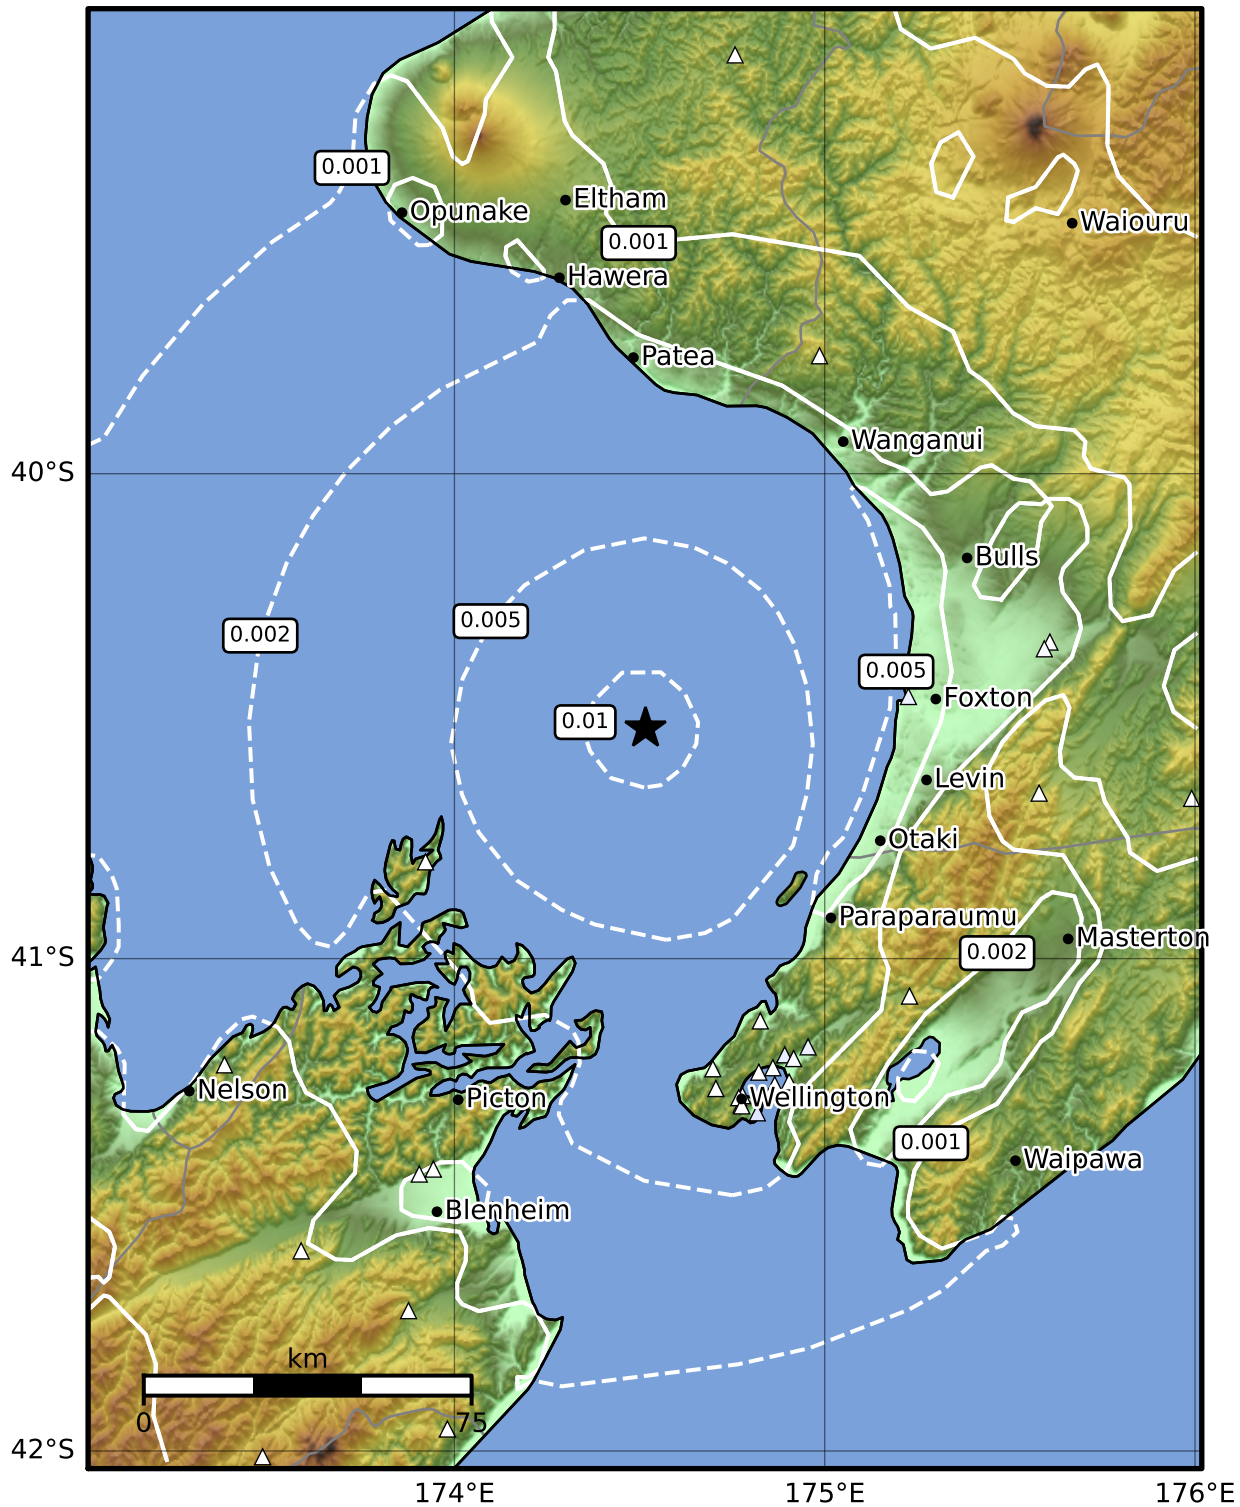 0.001
Opunake
Eltham
Waiouru
0.001
Hawera
Patea
Wanganui
40°S
Bulls
0.005
0.002
0.005
Foxton
0.01
Levin
Otaki
Paraparaumu
Masterton
0.002
41°S
Nelson
Picton
Wellington
0.001
Waipawa
Blenheim
km
0
75
42°S
174°E
175°E
176°E